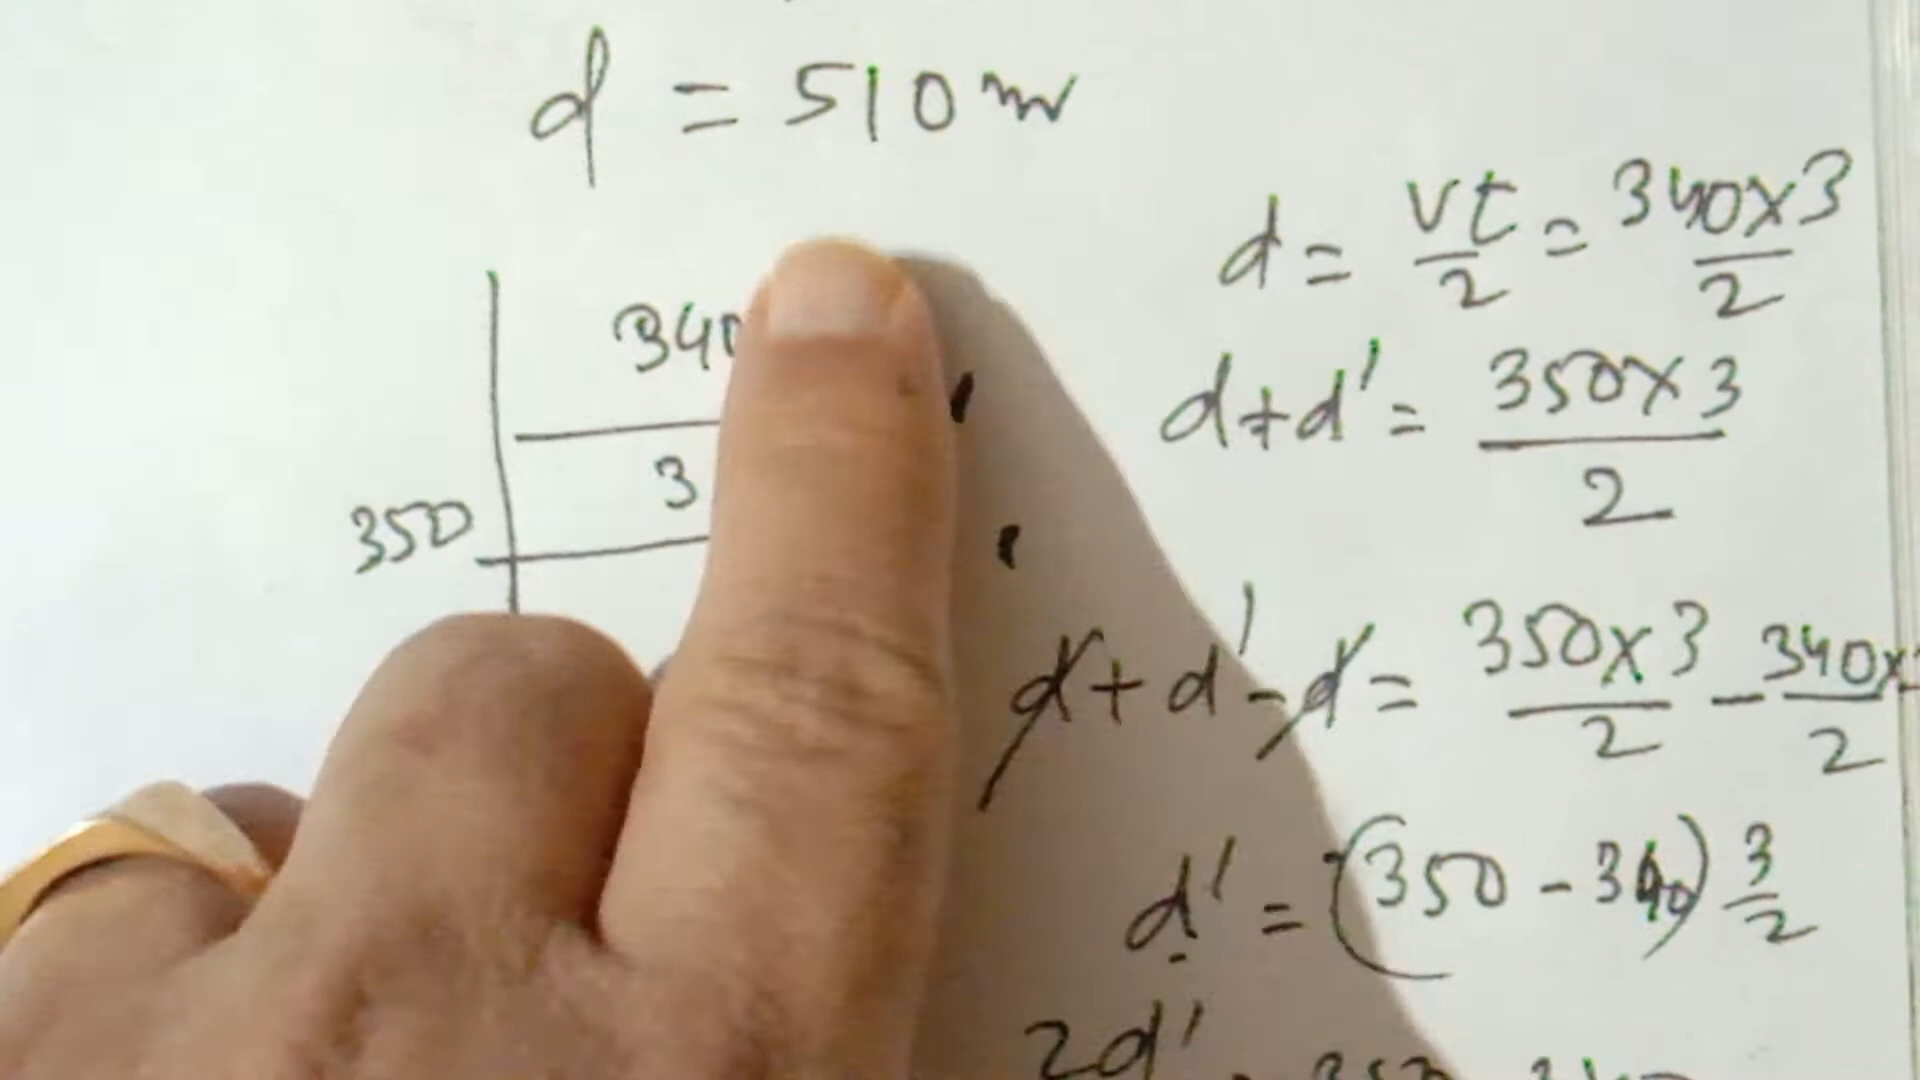 d = 510 m
d = vt/2 = 340×3/2
340
d+d' = 350×3/2
3
350
d+d'-d = 350×3/2 - 340×/2
d' = (350 - 340) 3/2
2d'